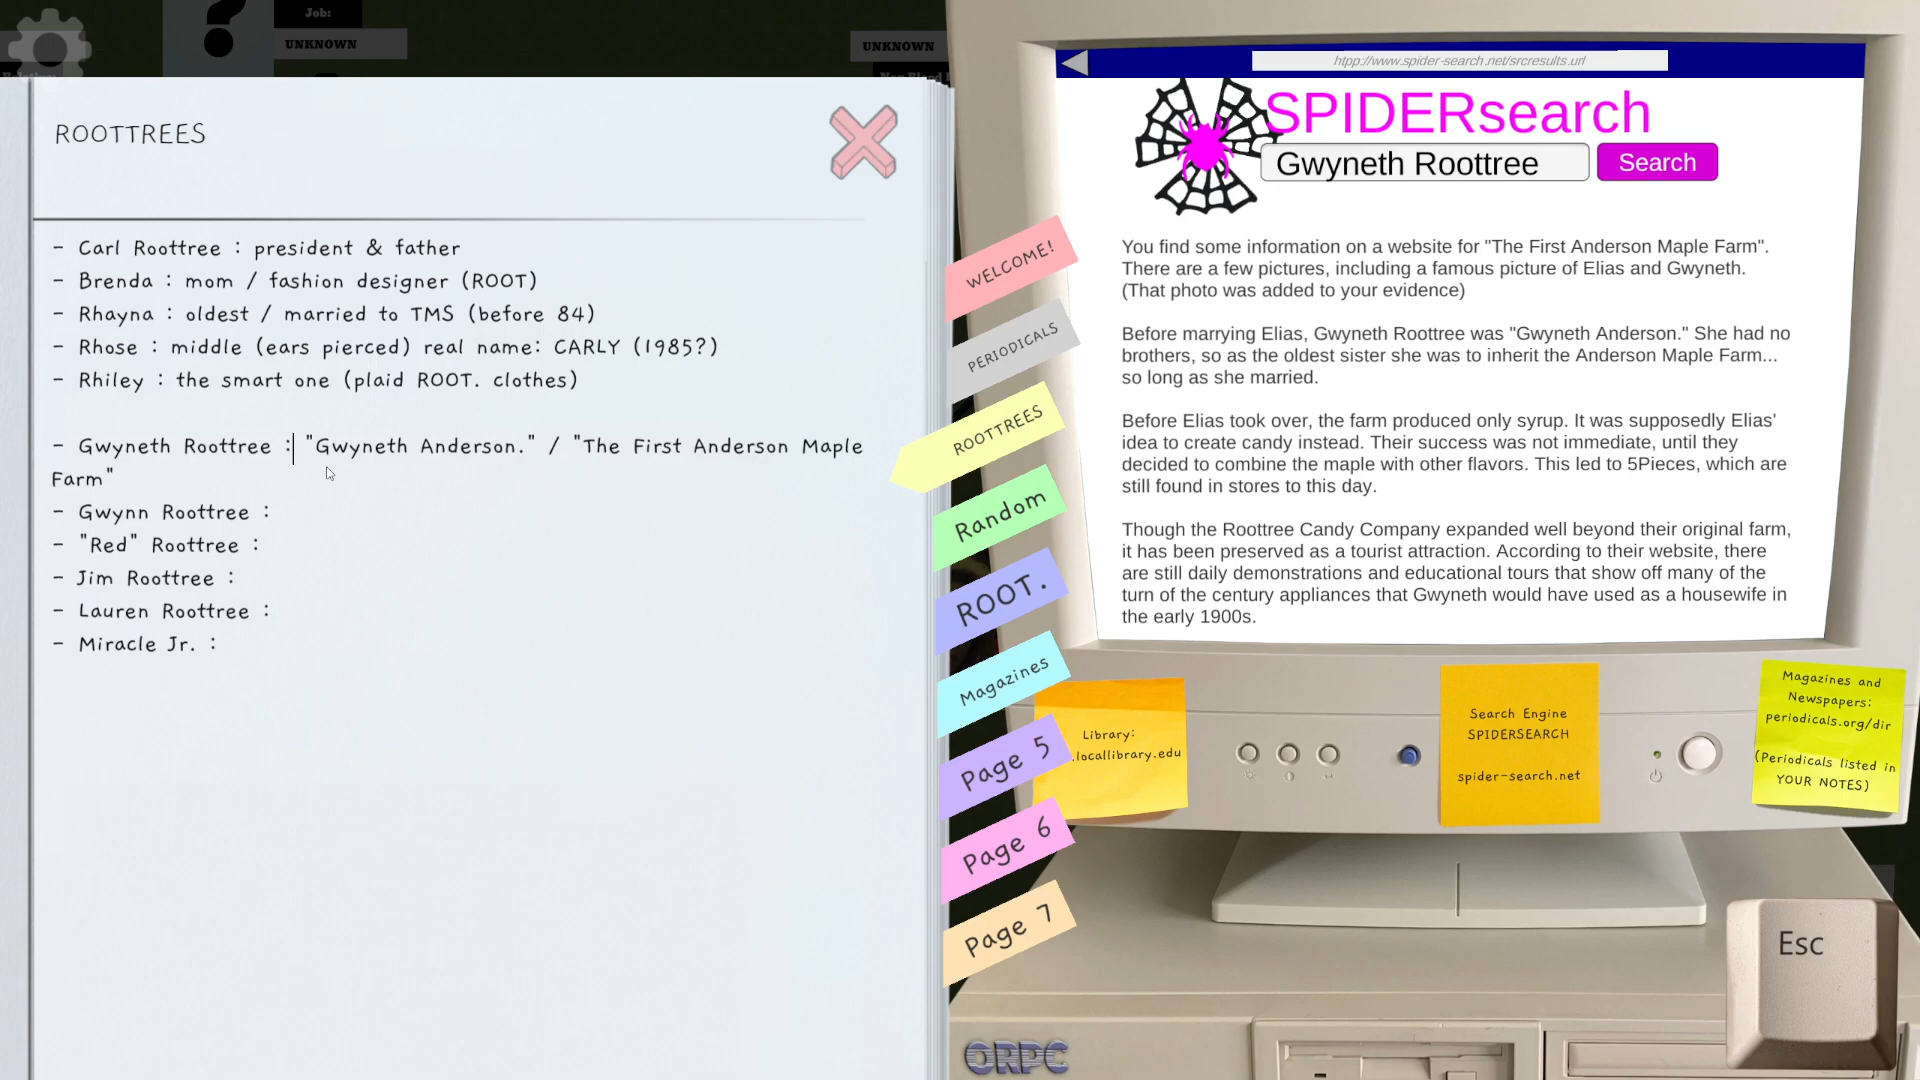 Job:
UNKNOWN
UNKNOWN
ROOTTREES
- Carl Roottree : president & father
- Brenda : mom / fashion designer (ROOT)
- Rhayna : oldest / married to TMS (before 84)
- Rhose : middle (ears pierced) real name: CARLY (1985?)
- Rhiley : the smart one (plaid ROOT. clothes)
- Gwyneth Roottree : "Gwyneth Anderson." / "The First Anderson Maple
Farm"
- Gwynn Roottree :
- "Red" Roottree :
- Jim Roottree :
- Lauren Roottree :
- Miracle Jr. :
WELCOME!
PERIODICALS
ROOTTREES
Random
ROOT.
Magazines
Page 5
Page 6
Page 7
htpp://www.spider-search.net/srcresults.url
SPIDERsearch
Gwyneth Roottree
Search
You find some information on a website for "The First Anderson Maple Farm".
There are a few pictures, including a famous picture of Elias and Gwyneth.
(That photo was added to your evidence)
Before marrying Elias, Gwyneth Roottree was "Gwyneth Anderson." She had no
brothers, so as the oldest sister she was to inherit the Anderson Maple Farm...
so long as she married.
Before Elias took over, the farm produced only syrup. It was supposedly Elias'
idea to create candy instead. Their success was not immediate, until they
decided to combine the maple with other flavors. This led to 5Pieces, which are
still found in stores to this day.
Though the Roottree Candy Company expanded well beyond their original farm,
it has been preserved as a tourist attraction. According to their website, there
are still daily demonstrations and educational tours that show off many of the
turn of the century appliances that Gwyneth would have used as a housewife in
the early 1900s.
Library:
.locallibrary.edu
Search Engine
SPIDERSEARCH
spider-search.net
Magazines and
Newspapers:
periodicals.org/dir
(Periodicals listed in
YOUR NOTES)
Esc
ORPC